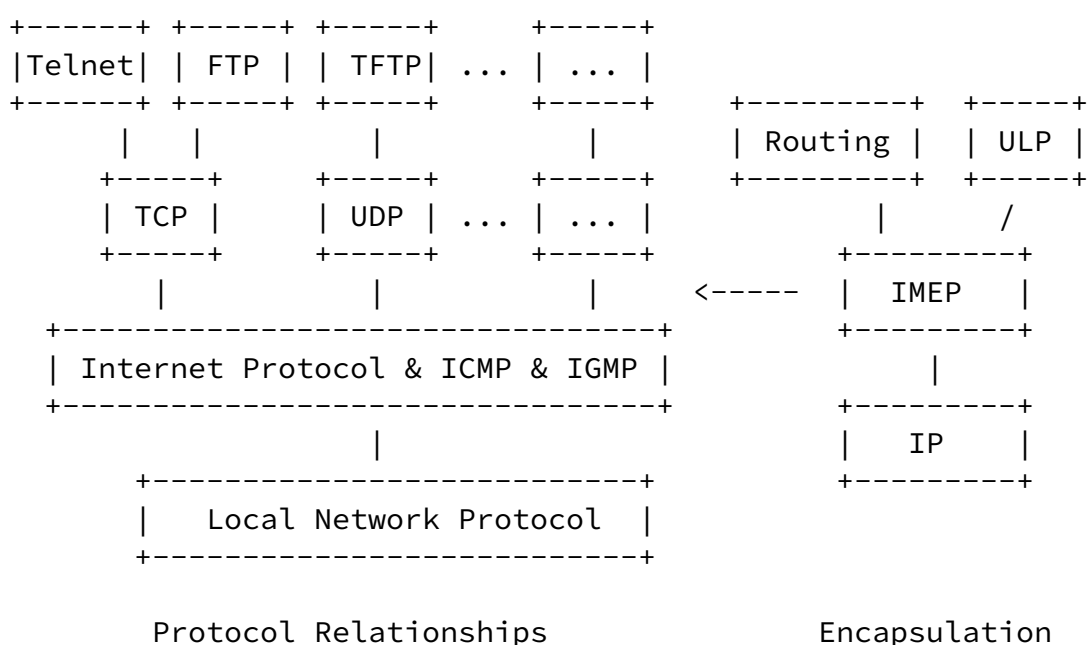 +------+ +-----+ +-----+     +-----+
|Telnet| | FTP | | TFTP| ... | ... |
+------+ +-----+ +-----+     +-----+    +---------+  +-----+
      |   |         |           |       | Routing |  | ULP |
     +-----+     +-----+     +-----+    +---------+  +-----+
     | TCP |     | UDP | ... | ... |            |      /
     +-----+     +-----+     +-----+          +---------+
        |           |           |     <-----  |  IMEP   |
  +---------------------------------+         +---------+
  | Internet Protocol & ICMP & IGMP |              |
  +---------------------------------+         +---------+
                    |                         |   IP    |
       +---------------------------+          +---------+
       |   Local Network Protocol  |
       +---------------------------+
        Protocol Relationships               Encapsulation